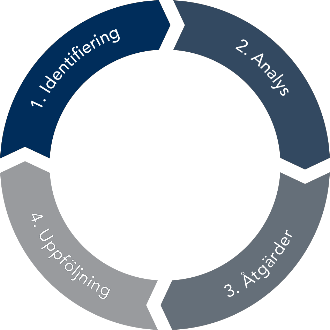 1. Identifiering
2. Analys
3. Åtgärder
4. Uppföljning